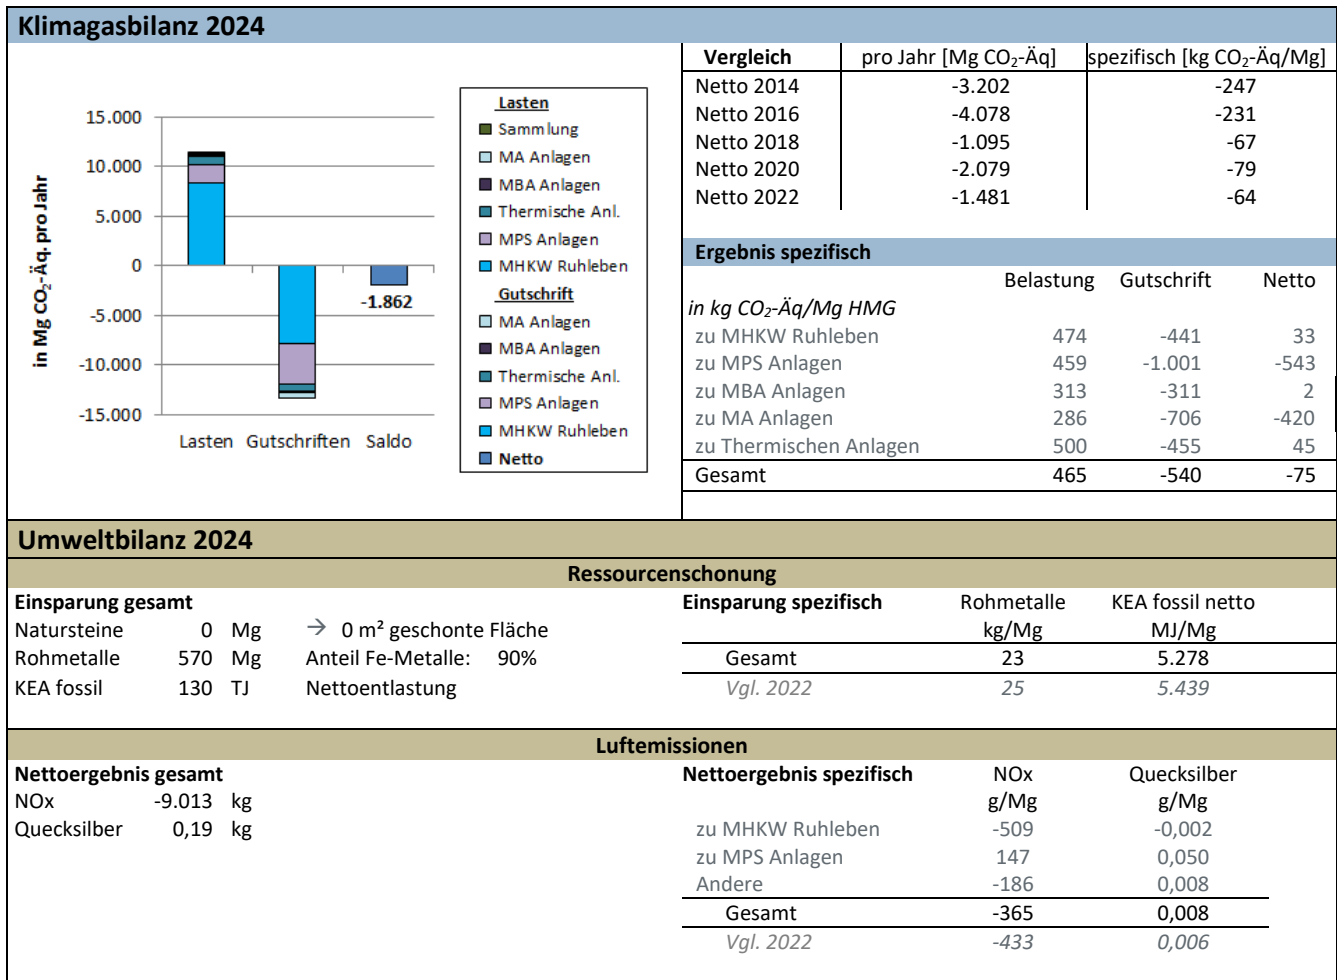 Klimagasbilanz 2024
in Mg CO₂-Äq. pro Jahr
15.000
10.000
5.000
0
-5.000
-10.000
-15.000
-1.862
Lasten Gutschriften Saldo
Lasten
Sammlung
MA Anlagen
MBA Anlagen
Thermische Anl.
MPS Anlagen
MHKW Ruhleben
Gutschrift
MA Anlagen
MBA Anlagen
Thermische Anl.
MPS Anlagen
MHKW Ruhleben
Netto
Vergleich pro Jahr [Mg CO₂-Äq] spezifisch [kg CO₂-Äq/Mg]
Netto 2014 -3.202 -247
Netto 2016 -4.078 -231
Netto 2018 -1.095 -67
Netto 2020 -2.079 -79
Netto 2022 -1.481 -64
Ergebnis spezifisch
Belastung Gutschrift Netto
in kg CO₂-Äq/Mg HMG
zu MHKW Ruhleben 474 -441 33
zu MPS Anlagen 459 -1.001 -543
zu MBA Anlagen 313 -311 2
zu MA Anlagen 286 -706 -420
zu Thermischen Anlagen 500 -455 45
Gesamt 465 -540 -75
Umweltbilanz 2024
Ressourcenschonung
Einsparung gesamt
Natursteine 0 Mg → 0 m² geschonte Fläche
Rohmetalle 570 Mg Anteil Fe-Metalle: 90%
KEA fossil 130 TJ Nettoentlastung
Einsparung spezifisch Rohmetalle KEA fossil netto
kg/Mg MJ/Mg
Gesamt 23 5.278
Vgl. 2022 25 5.439
Luftemissionen
Nettoergebnis gesamt
NOx -9.013 kg
Quecksilber 0,19 kg
Nettoergebnis spezifisch NOx Quecksilber
g/Mg g/Mg
zu MHKW Ruhleben -509 -0,002
zu MPS Anlagen 147 0,050
Andere -186 0,008
Gesamt -365 0,008
Vgl. 2022 -433 0,006